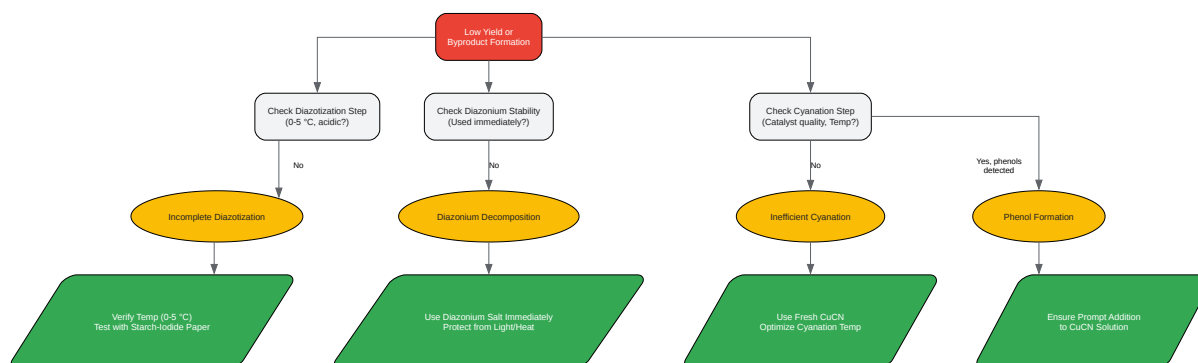 Low Yield or
Byproduct Formation
Check Diazotization Step
(0-5 °C, acidic?)
Check Diazonium Stability
(Used immediately?)
Check Cyanation Step
(Catalyst quality, Temp?)
No
No
No
Yes, phenols
detected
Incomplete Diazotization
Diazonium Decomposition
Inefficient Cyanation
Phenol Formation
Verify Temp (0-5 °C)
Test with Starch-Iodide Paper
Use Diazonium Salt Immediately
Protect from Light/Heat
Use Fresh CuCN
Optimize Cyanation Temp
Ensure Prompt Addition
to CuCN Solution